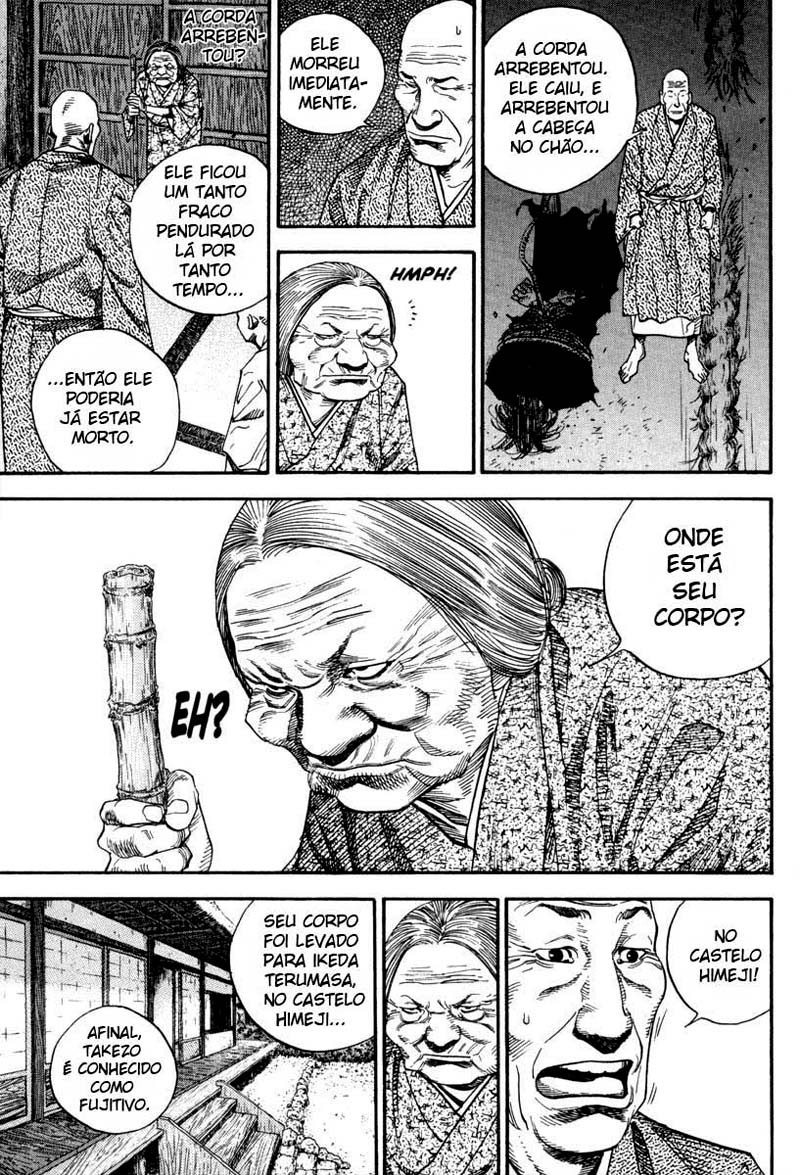 A CORDA
ARREBENTOU.
ELE CAIU, E
ARREBENTOU
A CABEÇA
NO CHÃO...
ELE
MORREU
IMEDIATA-
MENTE.
HMPH!
A CORDA
ARREBEN-
TOU?
ELE FICOU
UM TANTO
FRACO
PENDURADO
LÁ POR
TANTO
TEMPO...
...ENTÃO ELE
PODERIA
JÁ ESTAR
MORTO.
ONDE
ESTÁ
SEU
CORPO?
EH?
NO
CASTELO
HIMEJI!
SEU CORPO
FOI LEVADO
PARA IKEDA
TERUMASA,
NO CASTELO
HIMEJI...
AFINAL,
TAKEZO
É CONHECIDO
COMO
FUJITIVO.